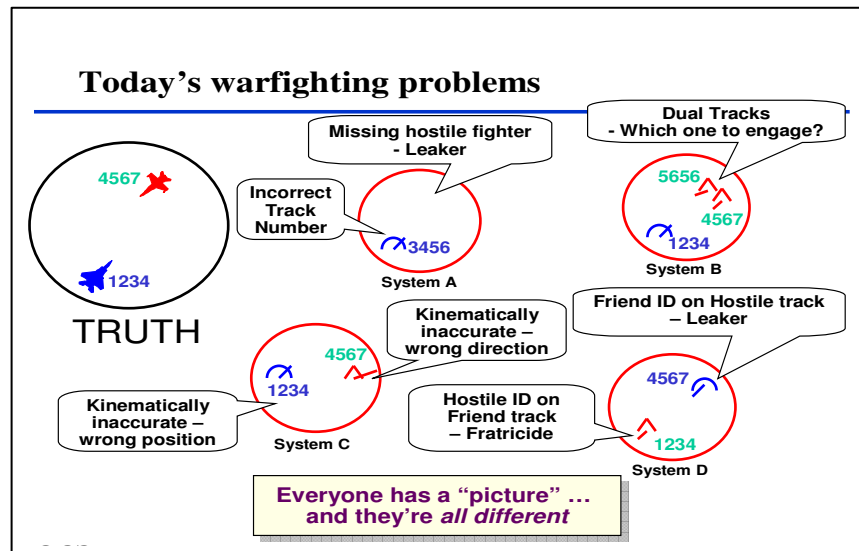 Today's warfighting problems
4567
1234
TRUTH
Missing hostile fighter
- Leaker
Incorrect
Track
Number
3456
System A
Dual Tracks
- Which one to engage?
5656
4567
1234
System B
Kinematically
inaccurate –
wrong direction
4567
1234
Kinematically
inaccurate –
wrong position
System C
Friend ID on Hostile track
– Leaker
4567
Hostile ID on
Friend track
– Fratricide
1234
System D
Everyone has a “picture” …
and they're all different